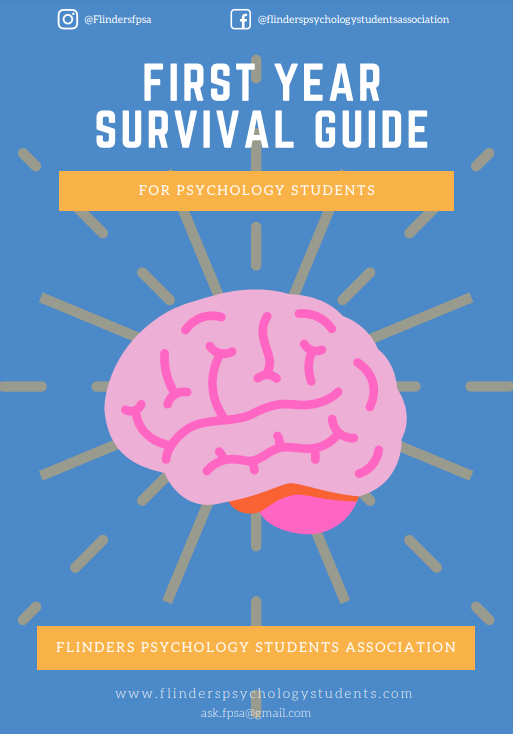 @Flindersfpsa
@flinderspsychologystudentsassociation
FIRST YEAR
SURVIVAL GUIDE
FOR PSYCHOLOGY STUDENTS
FLINDERS PSYCHOLOGY STUDENTS ASSOCIATION
www.flinderspsychologystudents.com
ask.fpsa@gmail.com